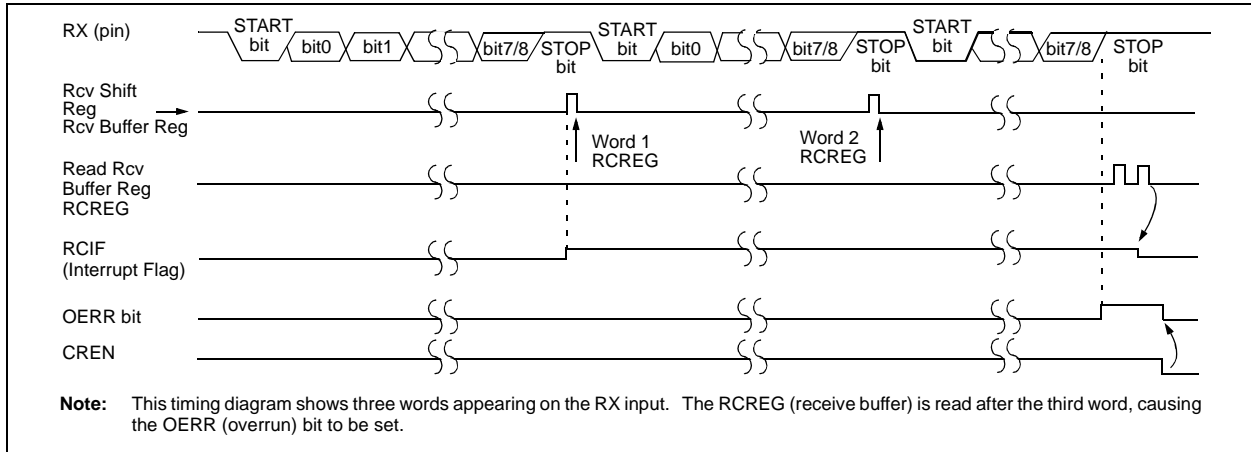 RX (pin)
START
bit
bit0
bit1
bit7/8
STOP
bit
START
bit
bit0
bit7/8
STOP
bit
START
bit
bit7/8
STOP
bit
Rcv Shift
Reg
Rcv Buffer Reg
Word 1
RCREG
Word 2
RCREG
Read Rcv
Buffer Reg
RCREG
RCIF
(Interrupt Flag)
OERR bit
CREN
Note: This timing diagram shows three words appearing on the RX input. The RCREG (receive buffer) is read after the third word, causing
the OERR (overrun) bit to be set.